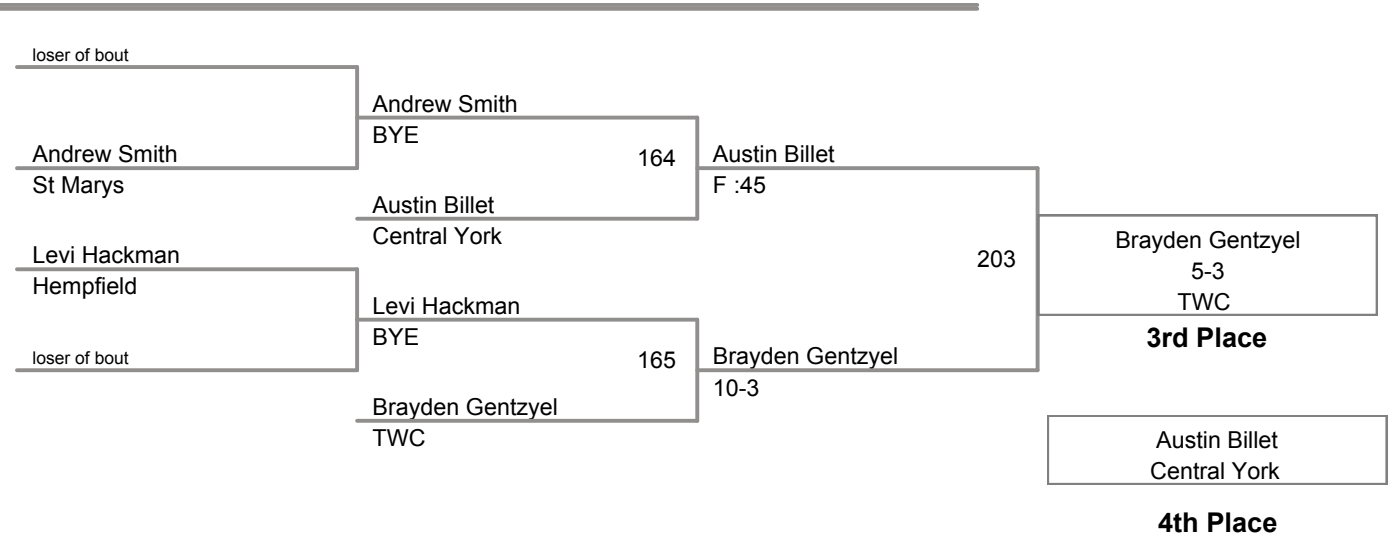 loser of bout
Andrew Smith
BYE
Andrew Smith
St Marys
164
Austin Billet
F :45
Austin Billet
Central York
Levi Hackman
Hempfield
203
Brayden Gentzyel
5-3
TWC
3rd Place
Levi Hackman
BYE
loser of bout
165
Brayden Gentzyel
10-3
Brayden Gentzyel
TWC
Austin Billet
Central York
4th Place